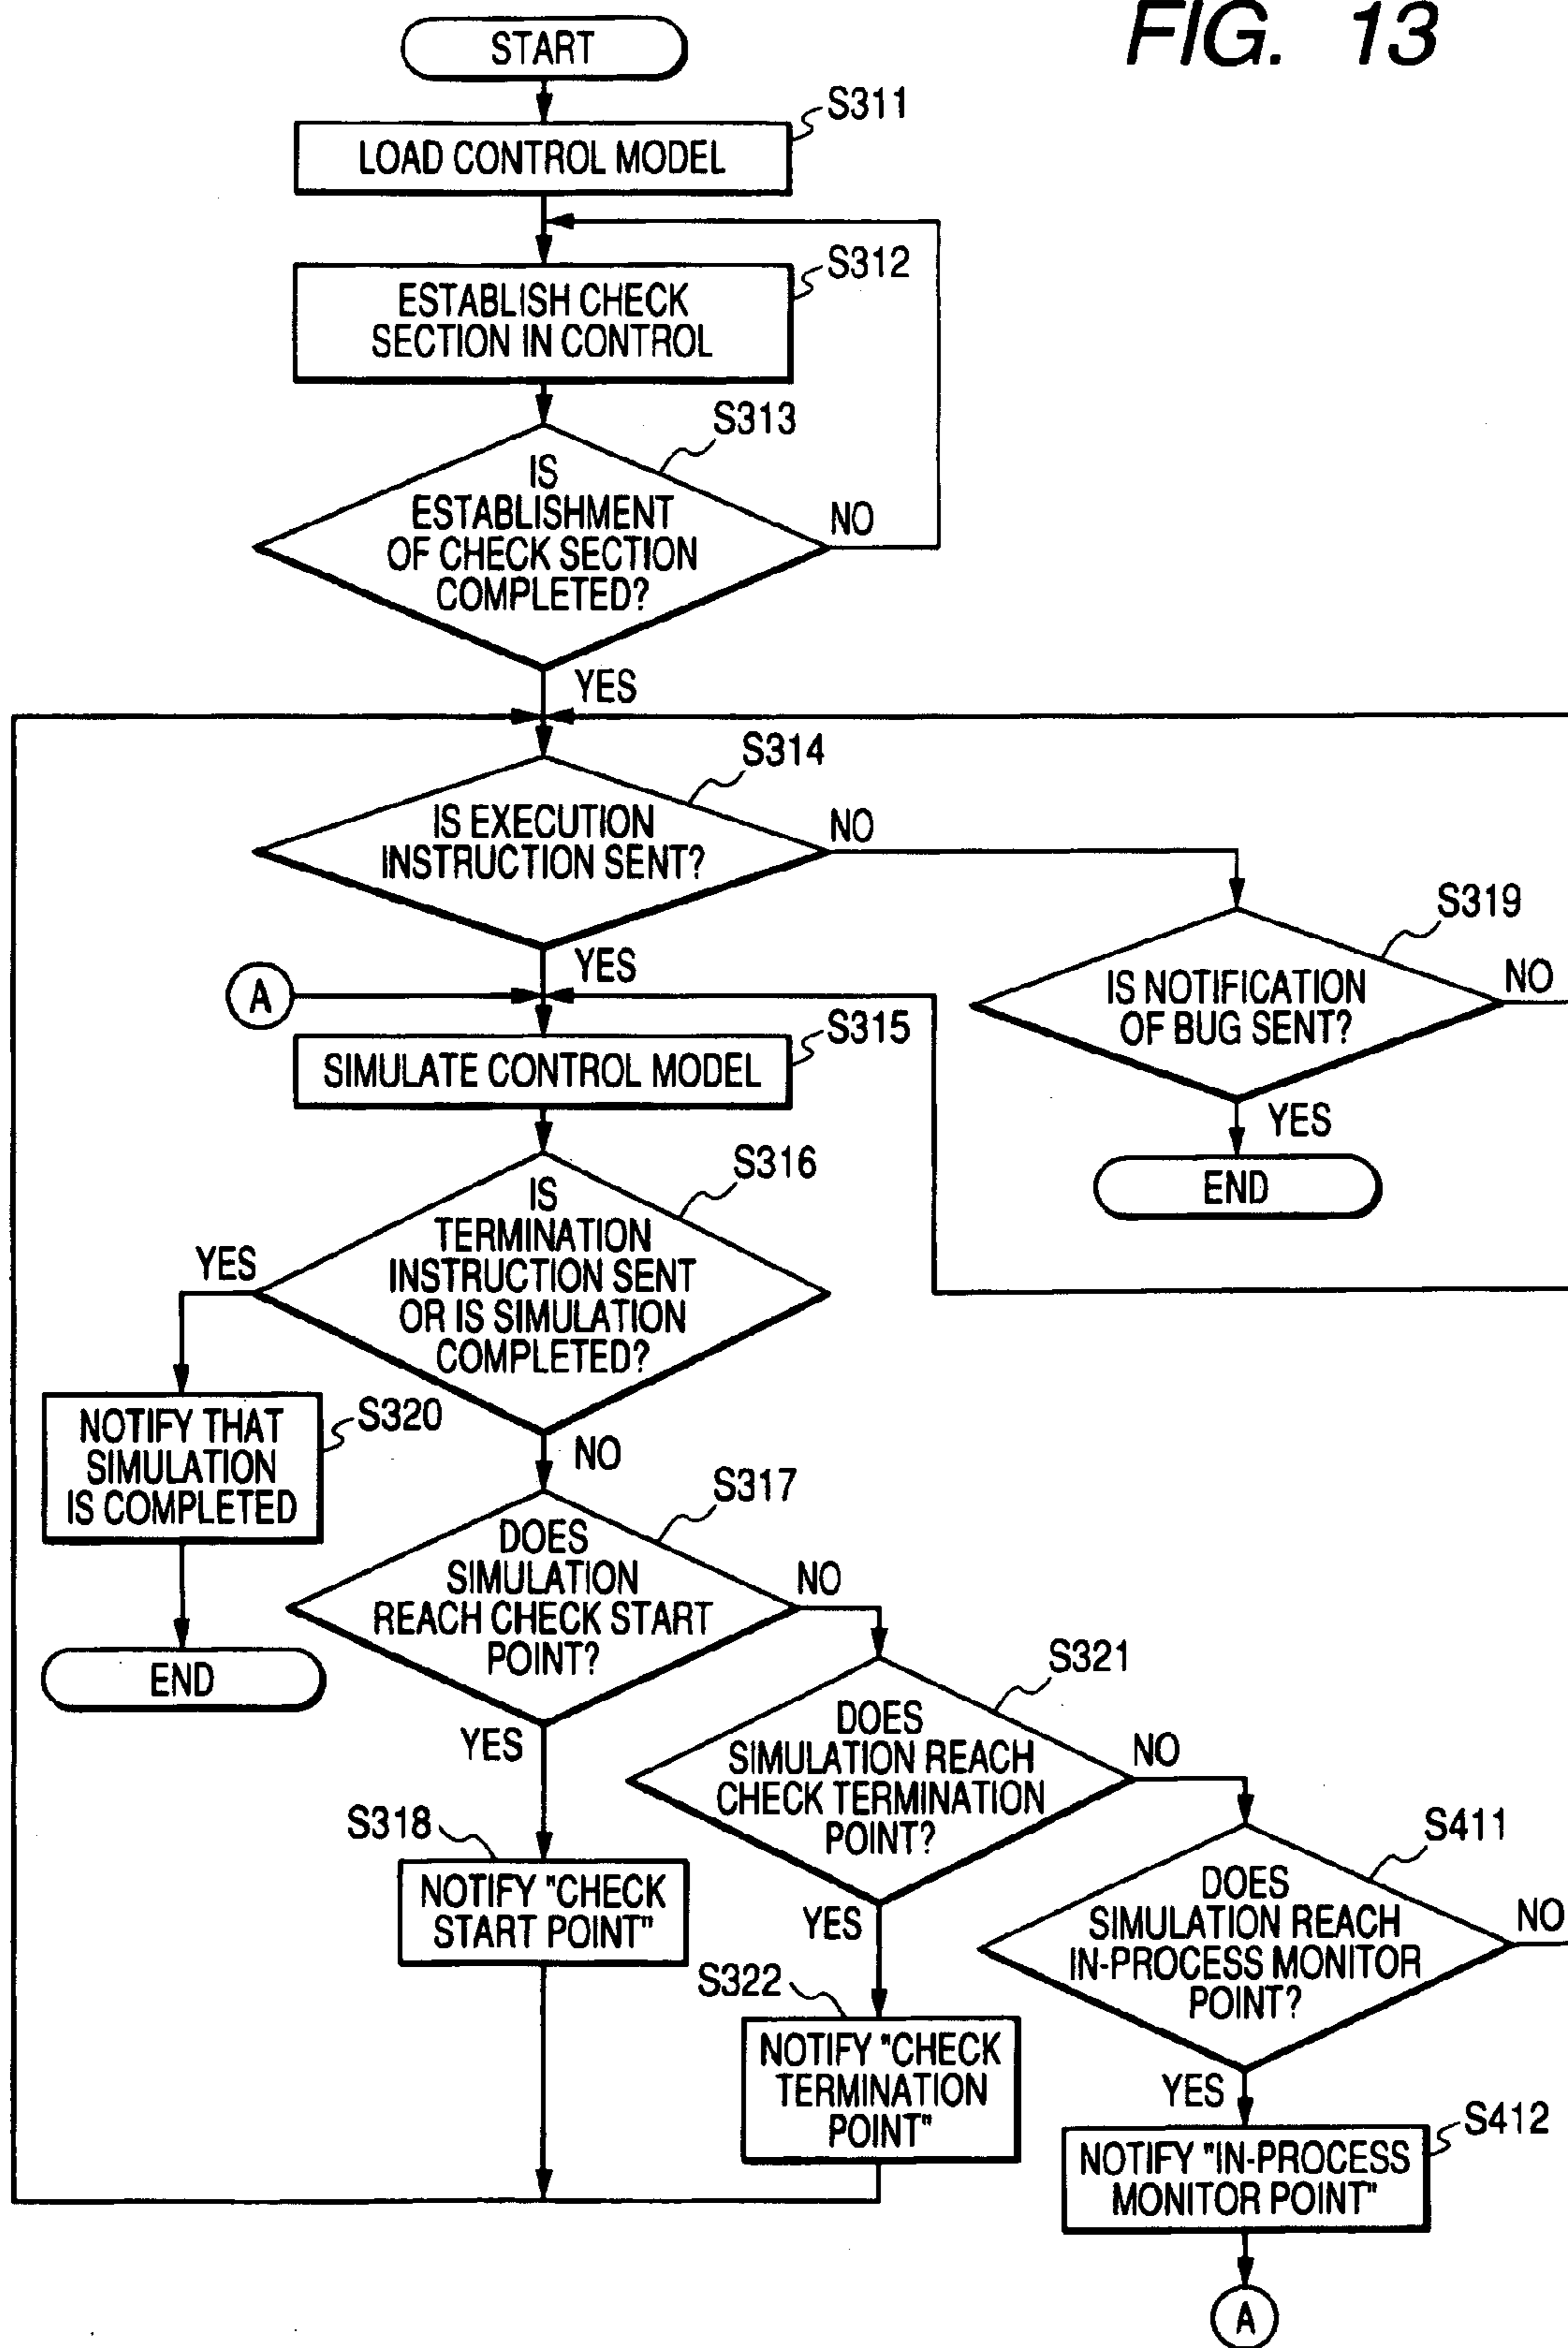 FIG. 13
START
S311
LOAD CONTROL MODEL
S312
ESTABLISH CHECK
SECTION IN CONTROL
S313
IS
ESTABLISHMENT
OF CHECK SECTION
COMPLETED?
NO
YES
S314
IS EXECUTION
INSTRUCTION SENT?
NO
YES
S319
IS NOTIFICATION
OF BUG SENT?
NO
YES
END
A
S315
SIMULATE CONTROL MODEL
S316
IS
TERMINATION
INSTRUCTION SENT
OR IS SIMULATION
COMPLETED?
YES
NO
S320
NOTIFY THAT
SIMULATION
IS COMPLETED
END
S317
DOES
SIMULATION
REACH CHECK START
POINT?
NO
YES
S318
NOTIFY "CHECK
START POINT"
S321
DOES
SIMULATION REACH
CHECK TERMINATION
POINT?
NO
YES
S322
NOTIFY "CHECK
TERMINATION
POINT"
S411
DOES
SIMULATION REACH
IN-PROCESS MONITOR
POINT?
NO
YES
S412
NOTIFY "IN-PROCESS
MONITOR POINT"
A